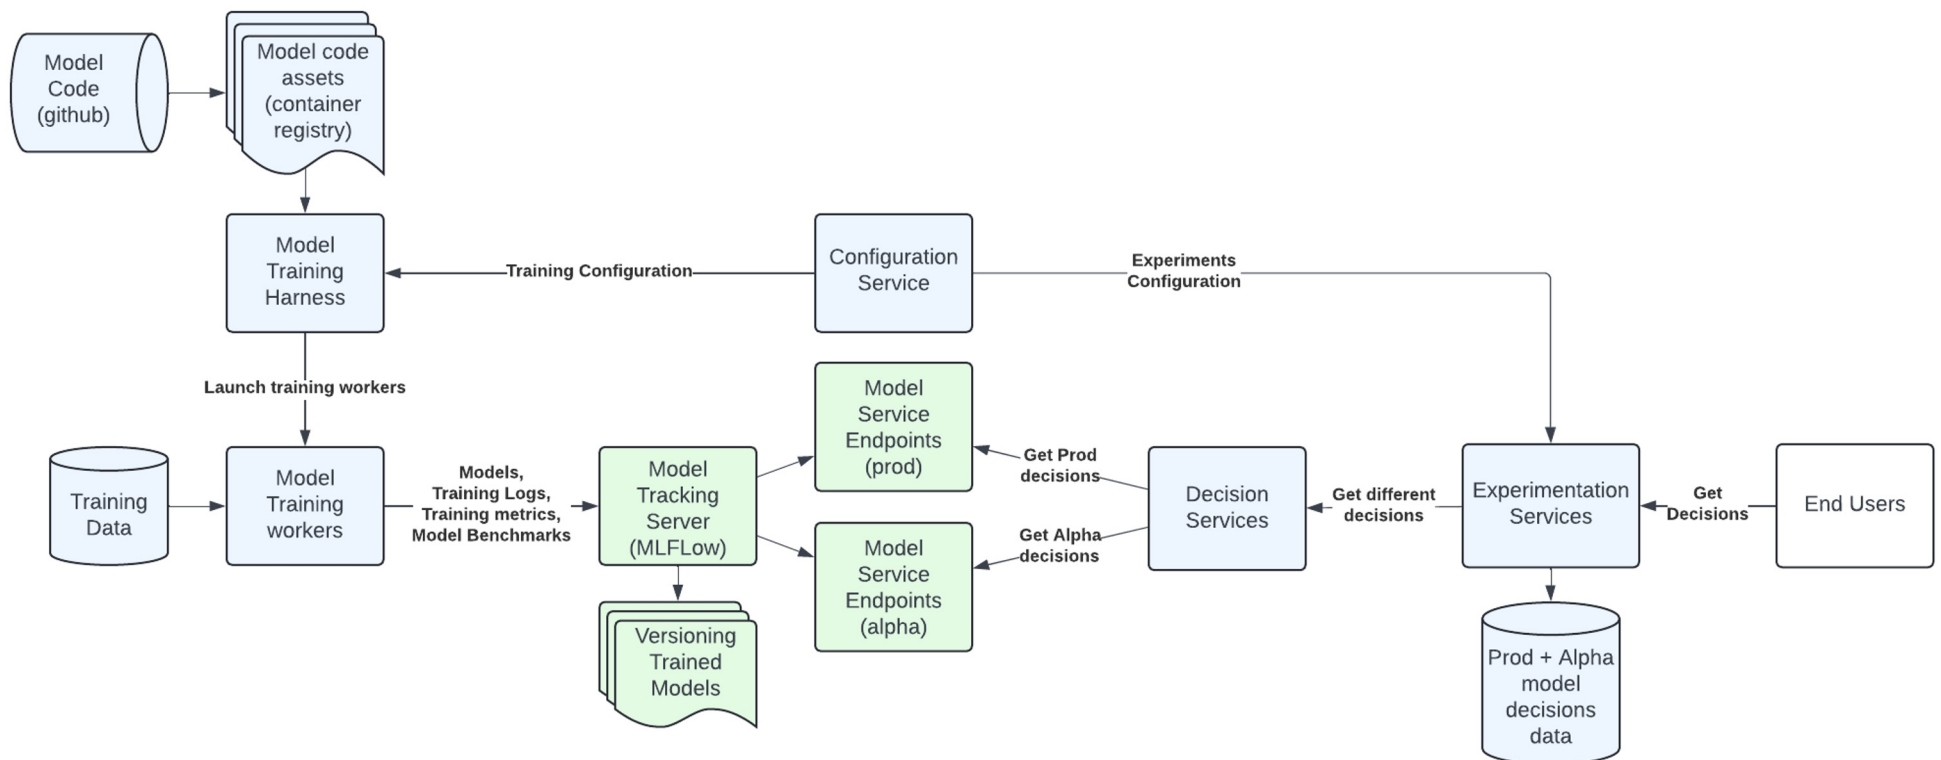 Model
Code
(github)
Model code
assets
(container
registry)
Model
Training
Harness
Training Configuration
Configuration
Service
Experiments
Configuration
Launch training workers
Training
Data
Model
Training
workers
Models,
Training Logs,
Training metrics,
Model Benchmarks
Model
Tracking
Server
(MLFLow)
Versioning
Trained
Models
Model
Service
Endpoints
(prod)
Model
Service
Endpoints
(alpha)
Get Prod
decisions
Get Alpha
decisions
Decision
Services
Get different
decisions
Experimentation
Services
Get
Decisions
End Users
Prod + Alpha
model
decisions
data